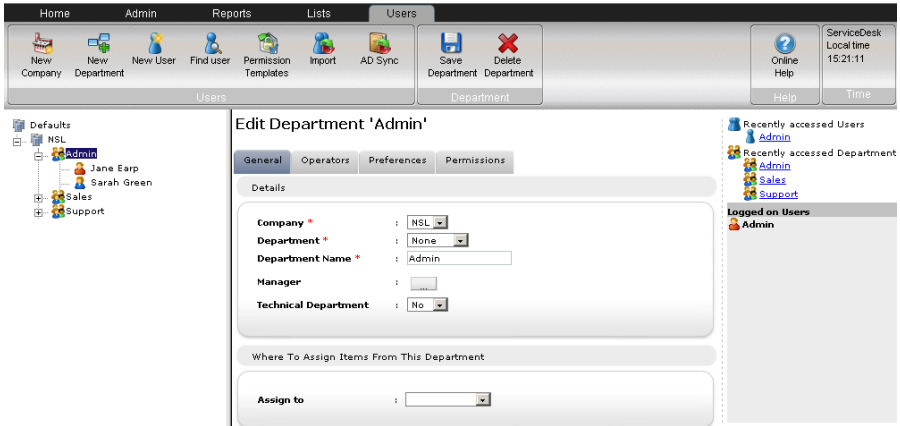 Home Admin Reports Lists Users
New Company
New Department
New User
Find user
Permission Templates
Import
AD Sync
Users
Save Department
Delete Department
Department
Online Help
Help
ServiceDesk
Local time
15:21:11
Time
Defaults
NSL
Admin
Jane Earp
Sarah Green
Sales
Support
Edit Department 'Admin'
General Operators Preferences Permissions
Details
Company * : NSL
Department * : None
Department Name * : Admin
Manager : ...
Technical Department : No
Where To Assign Items From This Department
Assign to :
Recently accessed Users
Admin
Recently accessed Department
Admin
Sales
Support
Logged on Users
Admin